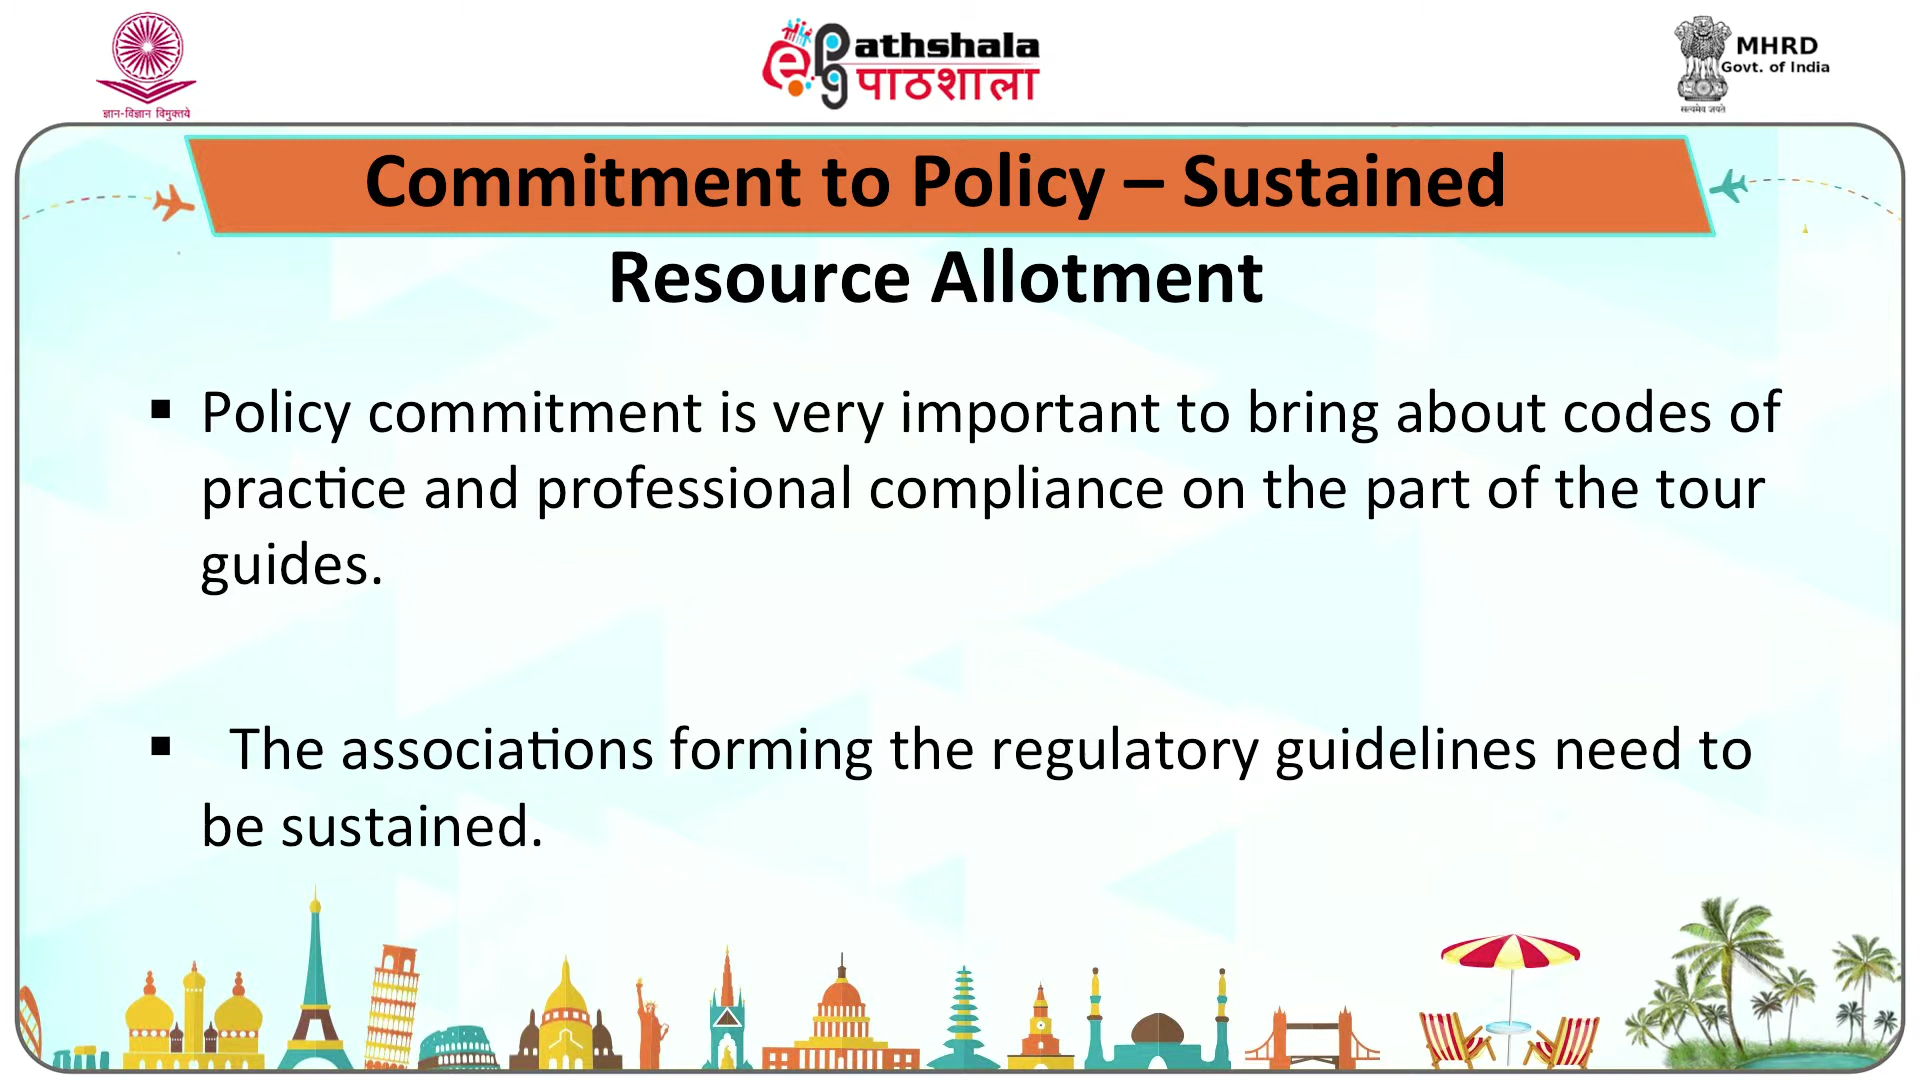 ज्ञान-विज्ञान विमुक्तये
ePathshala
पाठशाला
MHRD
Govt. of India
सत्यमेव जयते
Commitment to Policy – Sustained
Resource Allotment
▪ Policy commitment is very important to bring about codes of
practice and professional compliance on the part of the tour
guides.
▪ The associations forming the regulatory guidelines need to
be sustained.